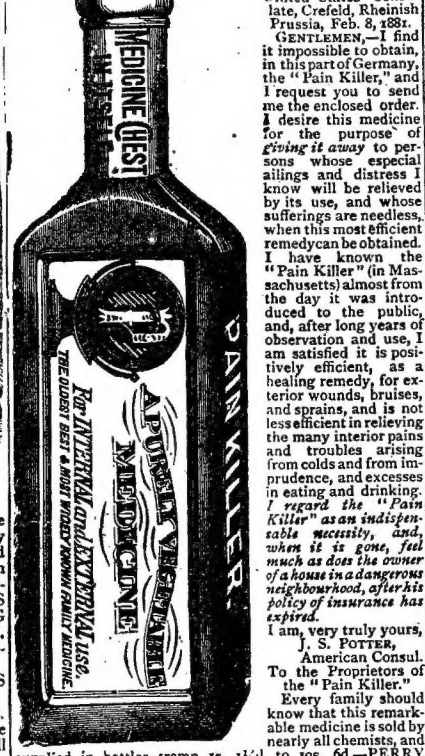 MEDICINE CHEST
IN ITSELF
PAIN KILLER.
A PURELY VEGETABLE
MEDICINE
For INTERNAL and EXTERNAL use.
THE OLDEST BEST & MOST WIDELY KNOWN FAMILY MEDICINE.
late, Crefeld, Rheinish
Prussia, Feb. 8, 1881.
GENTLEMEN,—I find
it impossible to obtain,
in this part of Germany,
the "Pain Killer," and
I request you to send
me the enclosed order.
I desire this medicine
for the purpose of
giving it away to per-
sons whose especial
ailings and distress I
know will be relieved
by its use, and whose
sufferings are needless,
when this most efficient
remedy can be obtained.
I have known the
"Pain Killer" (in Mas-
sachusetts) almost from
the day it was intro-
duced to the public,
and, after long years of
observation and use, I
am satisfied it is posi-
tively efficient, as a
healing remedy, for ex-
terior wounds, bruises,
and sprains, and is not
less efficient in relieving
the many interior pains
and troubles arising
from colds and from im-
prudence, and excesses
in eating and drinking.
I regard the "Pain
Killer" as an indispen-
sable necessity, and,
when it is gone, feel
much as does the owner
of a house in a dangerous
neighbourhood, after his
policy of insurance has
expired.
I am, very truly yours,
J. S. POTTER,
American Consul.
To the Proprietors of
the "Pain Killer."
Every family should
know that this remark-
able medicine is sold by
nearly all chemists, and
in bottles 6d.—PERRY